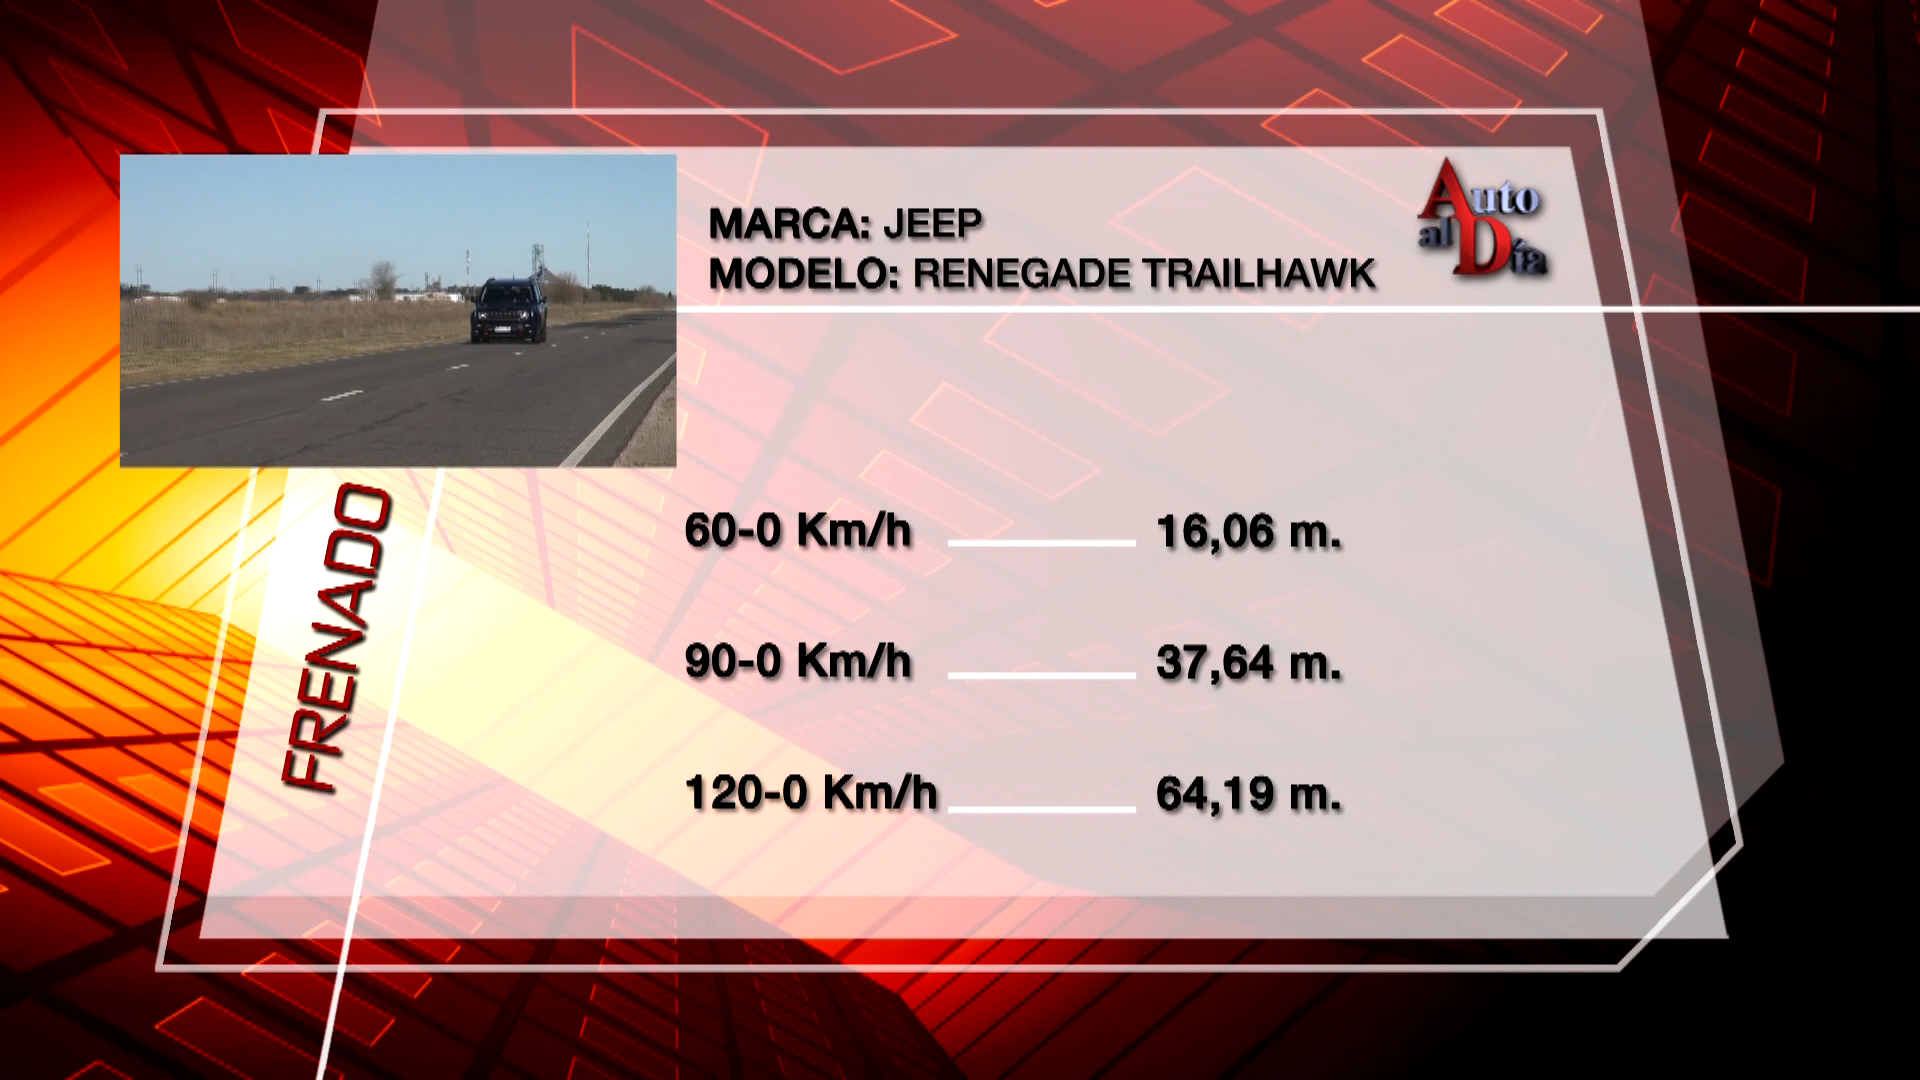 MARCA: JEEP
MODELO: RENEGADE TRAILHAWK
Auto
al Día
FRENADO
60-0 Km/h 16,06 m.
90-0 Km/h 37,64 m.
120-0 Km/h 64,19 m.